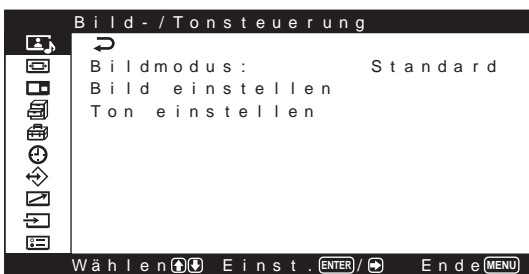 Bild-/Tonsteuerung
Bildmodus: Standard
Bild einstellen
Ton einstellen
Wählen Einst. ENTER / Ende MENU